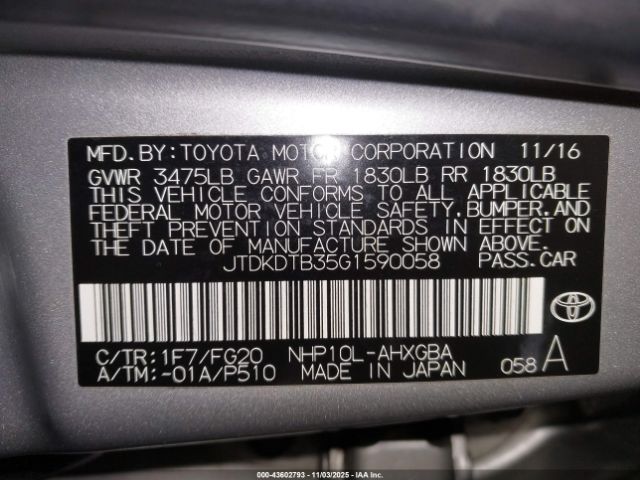 MFD.BY:TOYOTA MOTOR CORPORATION 11/16
GVWR 3475LB GAWR FR 1830LB RR 1830LB
THIS VEHICLE CONFORMS TO ALL APPLICABLE
FEDERAL MOTOR VEHICLE SAFETY,BUMPER,AND
THEFT PREVENTION STANDARDS IN EFFECT ON
THE DATE OF MANUFACTURE SHOWN ABOVE.
JTDKDTB35G1590058 PASS.CAR
C/TR:1F7/FG20 NHP10L-AHXGBA
A/TM:-01A/P510 MADE IN JAPAN 058A
000-43602793 - 11/03/2025 - IAA Inc.